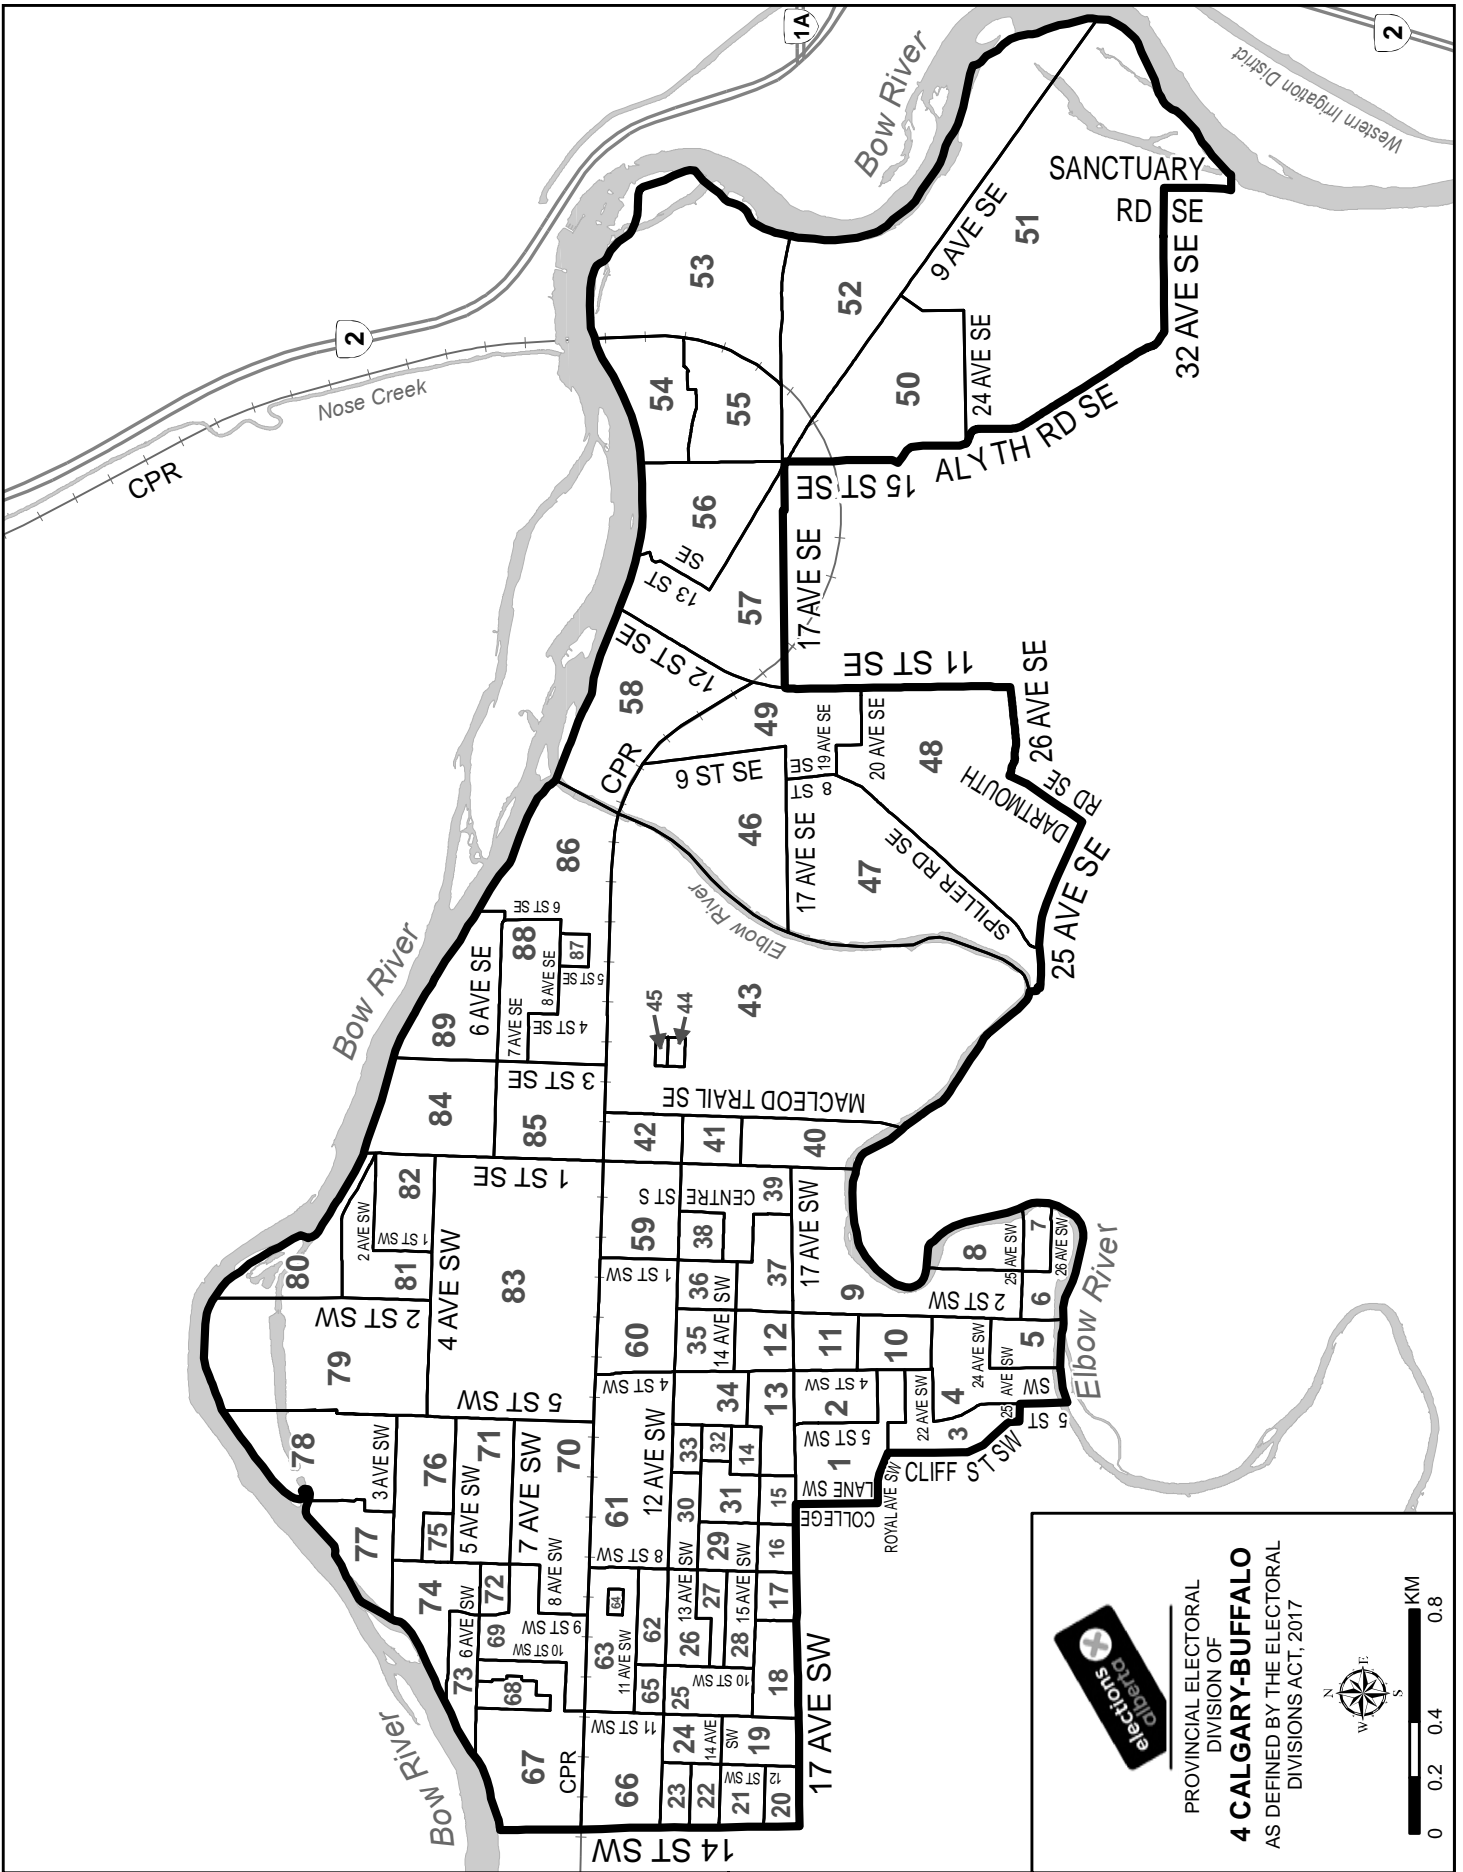 1A
2
2
Bow River
Western Irrigation District
Nose Creek
CPR
SANCTUARY
RD SE
32 AVE SE
51
9 AVE SE
53
52
54
55
50
24 AVE SE
ALYTH RD SE
15 ST SE
56
13 ST SE
17 AVE SE
57
12 ST SE
58
11 ST SE
26 AVE SE
DARTMOUTH
RD SE
25 AVE SE
49
19 AVE SE
20 AVE SE
48
8 ST SE
6 ST SE
CPR
46
17 AVE SE
47
SPILLER RD SE
Elbow River
86
6 ST SE
88
87
8 AVE SE
5 ST SE
7 AVE SE
4 ST SE
6 AVE SE
89
Bow River
43
45
44
3 ST SE
MACLEOD TRAIL SE
84
85
42
41
40
1 ST SE
82
2 AVE SW
1 ST SW
81
80
2 ST SW
4 AVE SW
83
CENTRE
ST S
59
39
38
37
17 AVE SW
1 ST SW
36
9
8
7
25 AVE SW
26 AVE SW
2 ST SW
6
Elbow River
79
5 ST SW
60
35
14 AVE SW
12
11
10
24 AVE SW
5
4 ST SW
34
13
4 ST SW
2
22 AVE SW
4
25 AVE SW
5 ST SW
3
78
3 AVE SW
76
71
5 AVE SW
7 AVE SW
70
61
12 AVE SW
33
32
14
5 ST SW
1
CLIFF ST SW
ROYAL AVE SW
COLLEGE LANE SW
77
75
30
31
15
74
72
8 AVE SW
8 ST SW
29
16
64
13 AVE SW
27
15 AVE SW
17
73
6 AVE SW
69
9 ST SW
10 ST SW
63
62
26
28
68
11 AVE SW
65
25
10 ST SW
18
17 AVE SW
67
CPR
11 ST SW
66
24
14 AVE SW
19
23
22
21
12 ST SW
20
14 ST SW
Bow River
elections
alberta
PROVINCIAL ELECTORAL
DIVISION OF
4 CALGARY-BUFFALO
AS DEFINED BY THE ELECTORAL
DIVISIONS ACT, 2017
N
E
S
W
0 0.2 0.4 0.8
KM